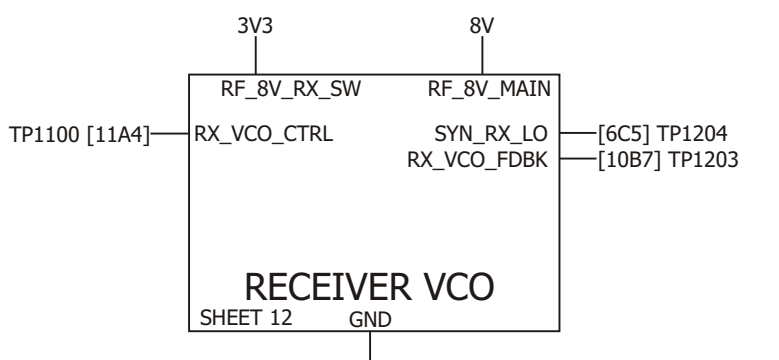 3V3 8V
RF_8V_RX_SW RF_8V_MAIN
TP1100 [11A4] RX_VCO_CTRL SYN_RX_LO [6C5] TP1204
RX_VCO_FDBK [10B7] TP1203
RECEIVER VCO
SHEET 12 GND